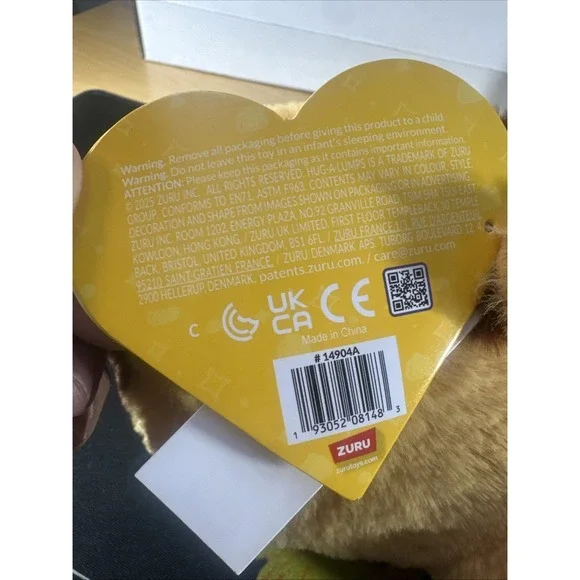 Warning. Remove all packaging before giving this product to a child.
Warning. Do not leave this toy in an infant's sleeping environment.
ATTENTION: Please keep this packaging as it contains important information.
© 2025 ZURU INC. ALL RIGHTS RESERVED. HUG-A LUMPS IS A TRADEMARK OF ZURU
GROUP. CONFORMS TO EN71, ASTM F963. CONTENTS MAY VARY IN COLOUR, STYLE,
DECORATION AND SHAPE FROM IMAGES SHOWN ON PACKAGING OR IN ADVERTISING.
ZURU INC. ROOM 1202, ENERGY PLAZA, NO.92 GRANVILLE ROAD, TSIMSHATSUI EAST,
KOWLOON, HONG KONG. / ZURU UK LIMITED, FIRST FLOOR TEMPLEBACK, 10 TEMPLE
BACK, BRISTOL, UNITED KINGDOM, BS1 6FL. / ZURU FRANCE, 11, RUE D'ARGENTEUIL
95210 SAINT-GRATIEN FRANCE. / ZURU DENMARK APS. TUBORG BOULEVARD 12, 3
2900 HELLERUP, DENMARK. patents.zuru.com. / care@zuru.com
C
UK
CA
CE
Made in China
# 14904A
1 93052 08148 3
ZURU
zurutoys.com